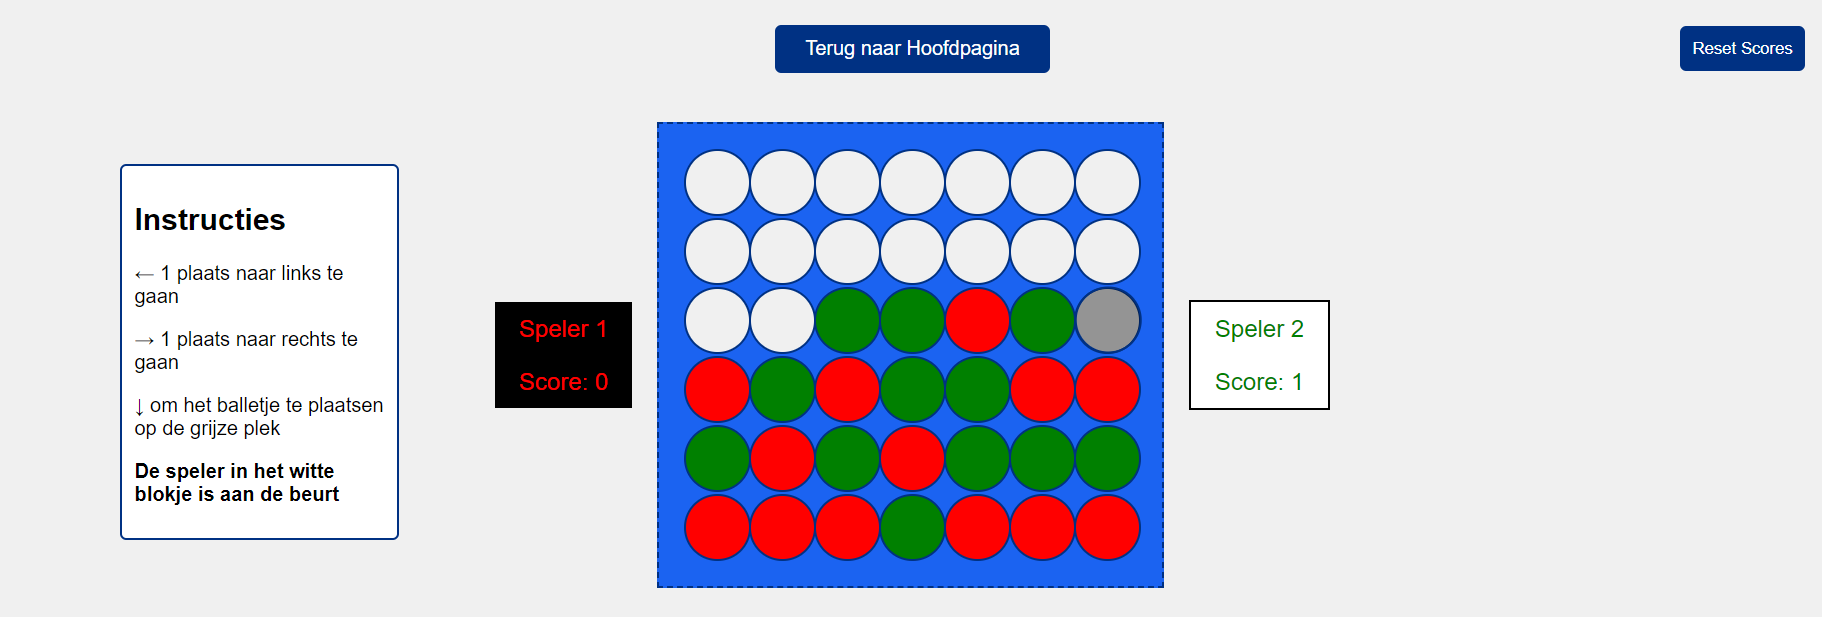 Terug naar Hoofdpagina
Reset Scores
Instructies
← 1 plaats naar links te
gaan
→ 1 plaats naar rechts te
gaan
↓ om het balletje te plaatsen
op de grijze plek
De speler in het witte
blokje is aan de beurt
Speler 1
Score: 0
Speler 2
Score: 1